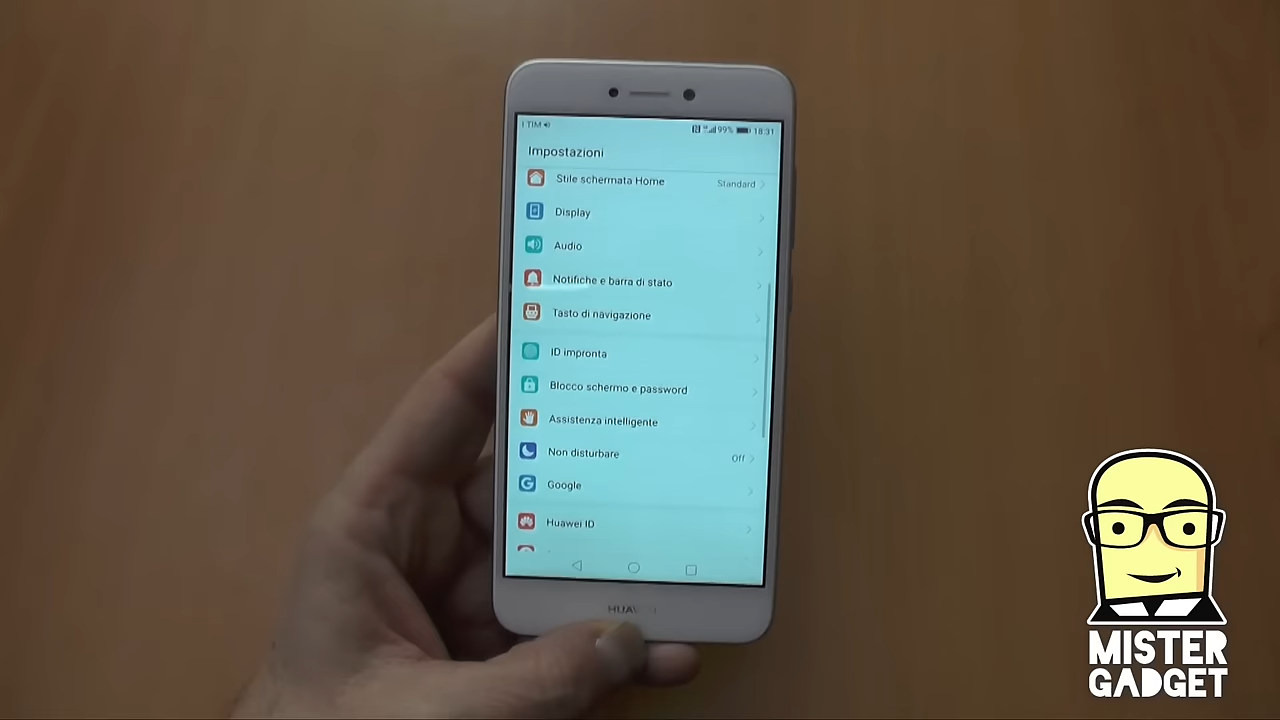 TIM 99% 18:31
Impostazioni
Stile schermata Home Standard
Display
Audio
Notifiche e barra di stato
Tasto di navigazione
ID impronta
Blocco schermo e password
Assistenza intelligente
Non disturbare Off
Google
Huawei ID
MISTER
GADGET